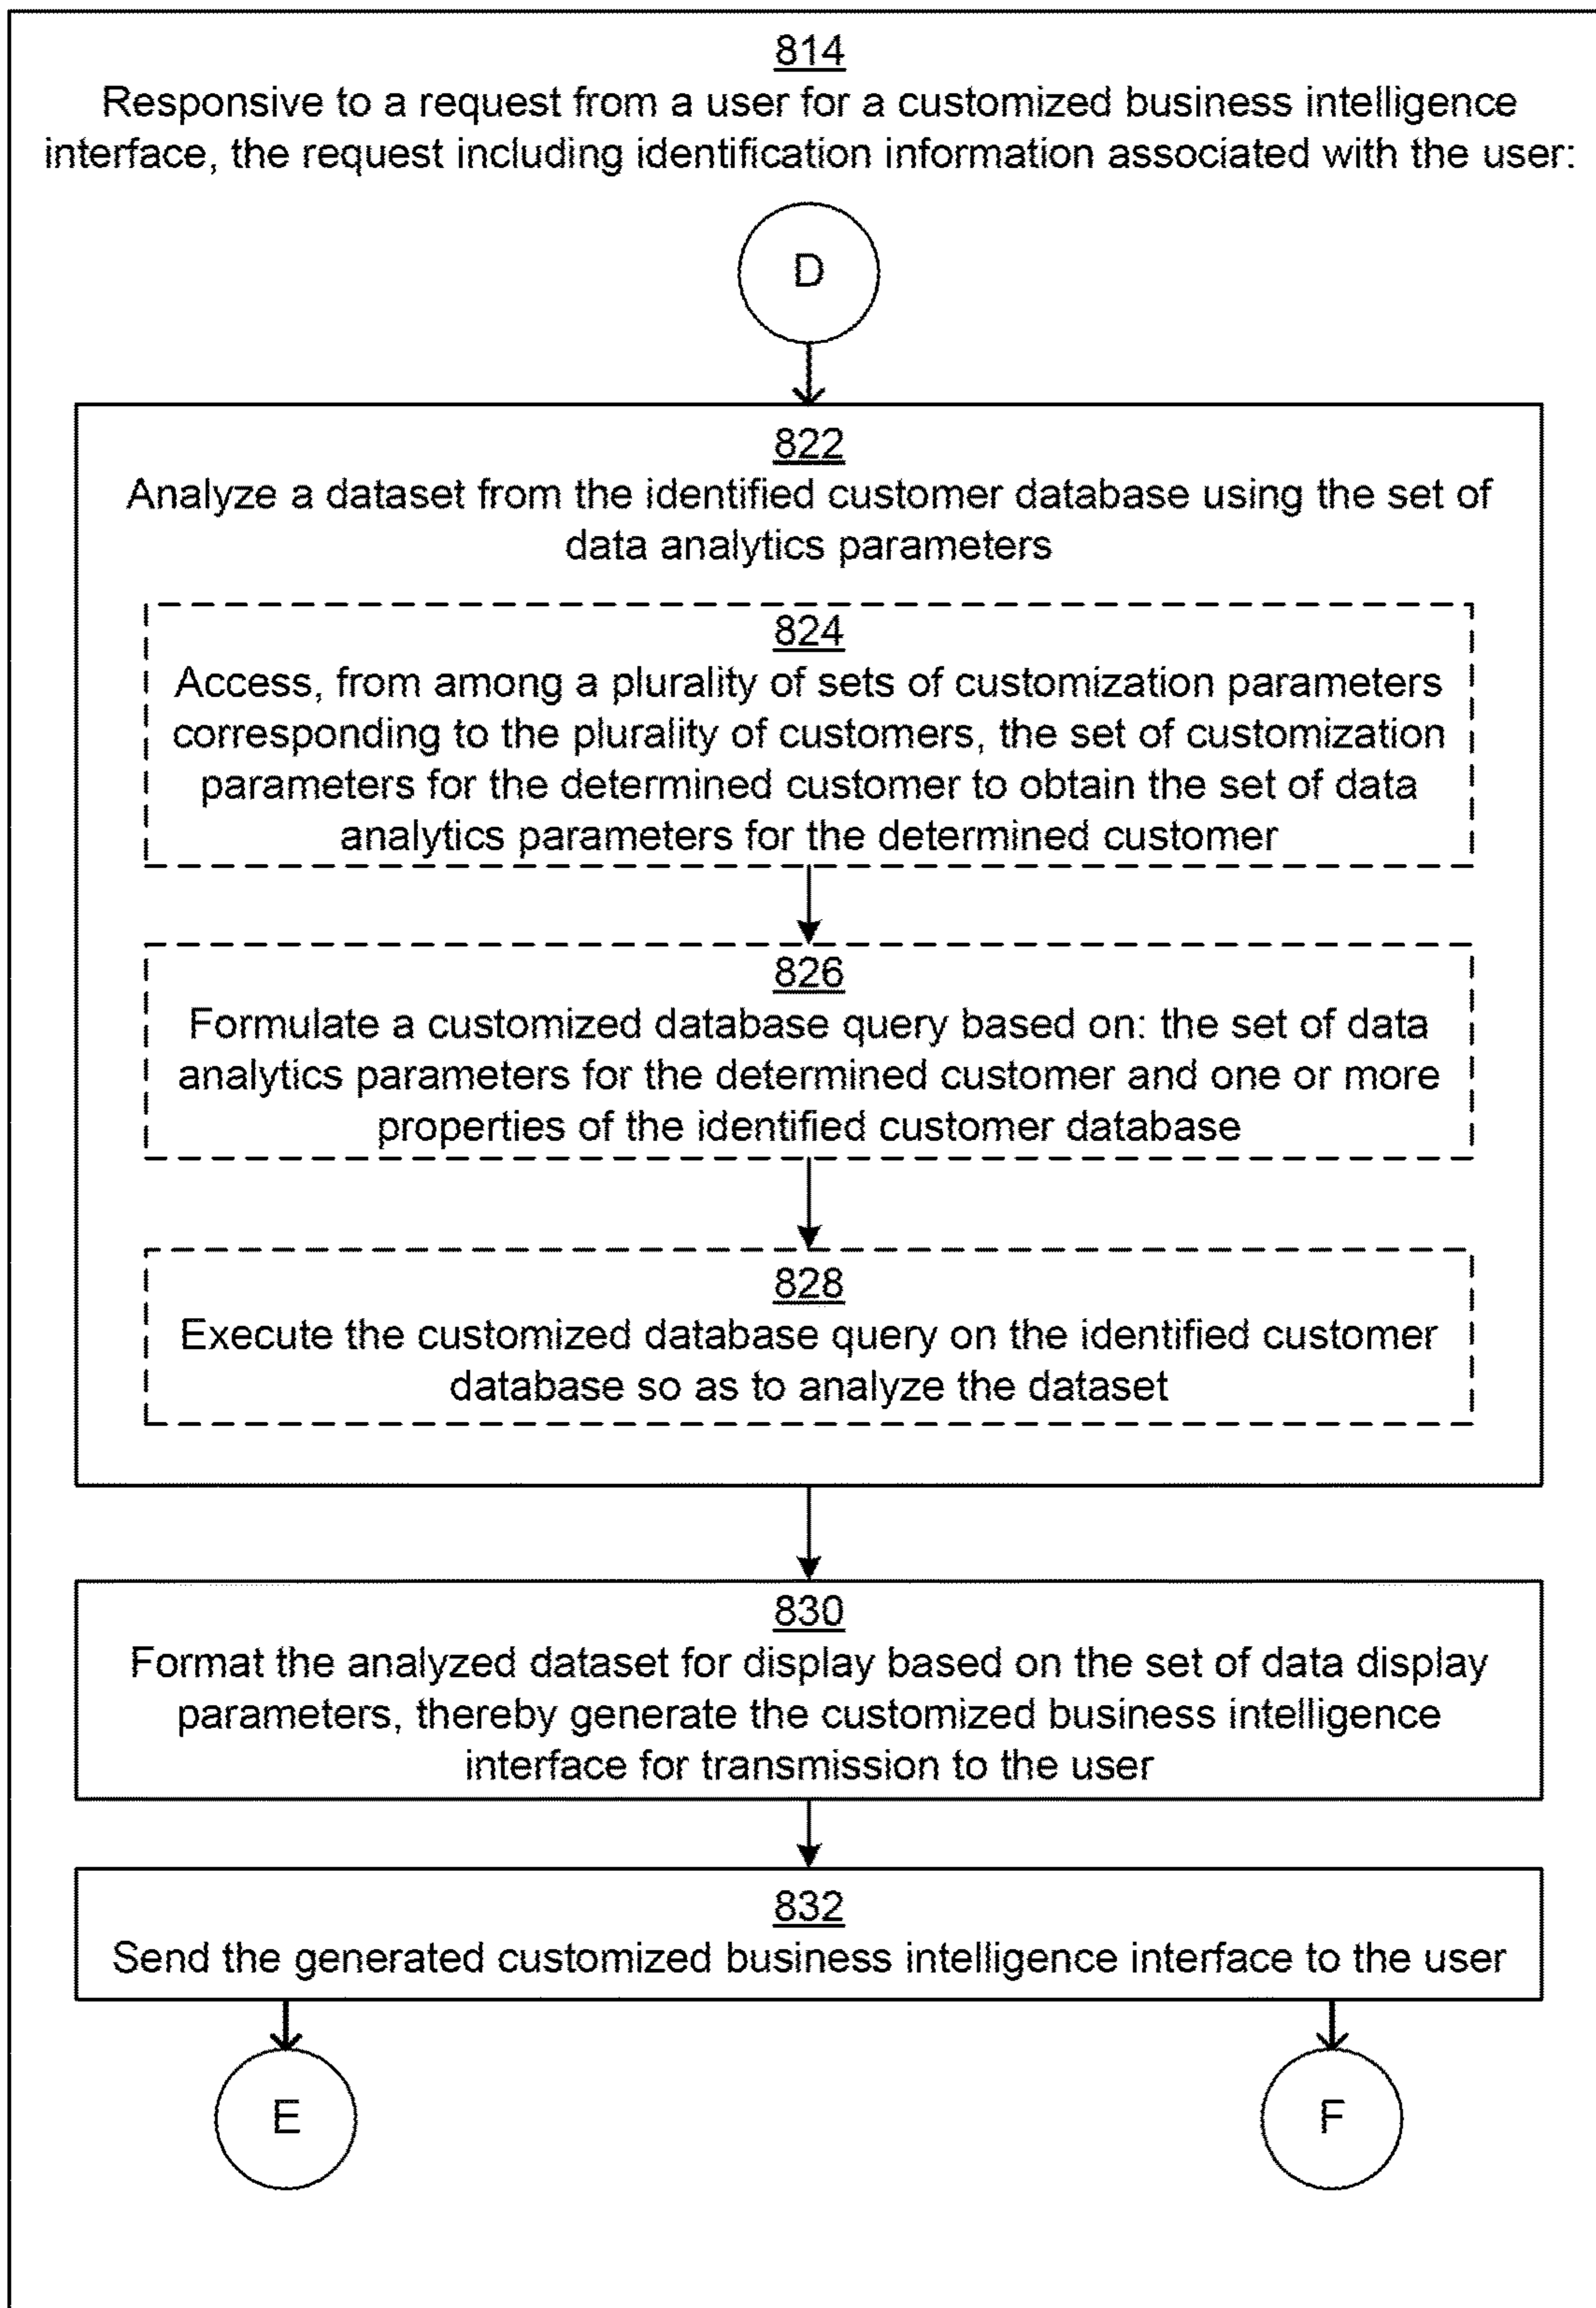 814
Responsive to a request from a user for a customized business intelligence
interface, the request including identification information associated with the user:
D
822
Analyze a dataset from the identified customer database using the set of
data analytics parameters
824
Access, from among a plurality of sets of customization parameters
corresponding to the plurality of customers, the set of customization
parameters for the determined customer to obtain the set of data
analytics parameters for the determined customer
826
Formulate a customized database query based on: the set of data
analytics parameters for the determined customer and one or more
properties of the identified customer database
828
Execute the customized database query on the identified customer
database so as to analyze the dataset
830
Format the analyzed dataset for display based on the set of data display
parameters, thereby generate the customized business intelligence
interface for transmission to the user
832
Send the generated customized business intelligence interface to the user
E
F